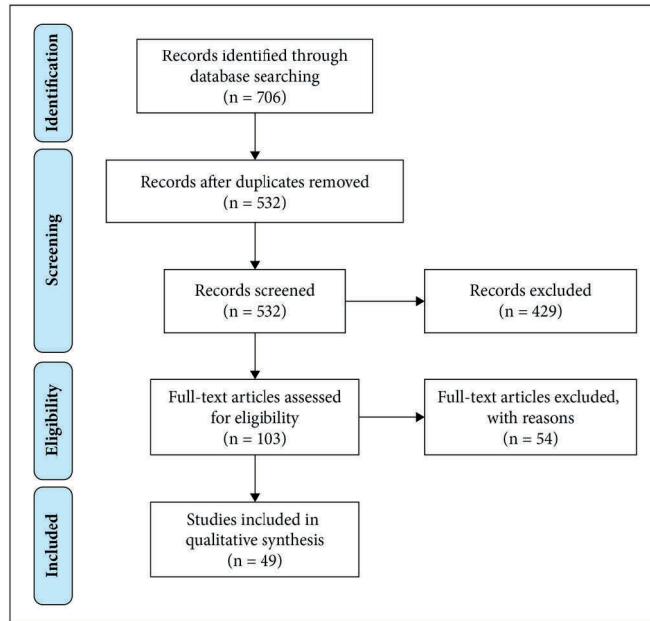 Identification
Records identified through
database searching
(n = 706)
Screening
Records after duplicates removed
(n = 532)
Records screened
(n = 532)
Records excluded
(n = 429)
Eligibility
Full-text articles assessed
for eligibility
(n = 103)
Full-text articles excluded,
with reasons
(n = 54)
Included
Studies included in
qualitative synthesis
(n = 49)